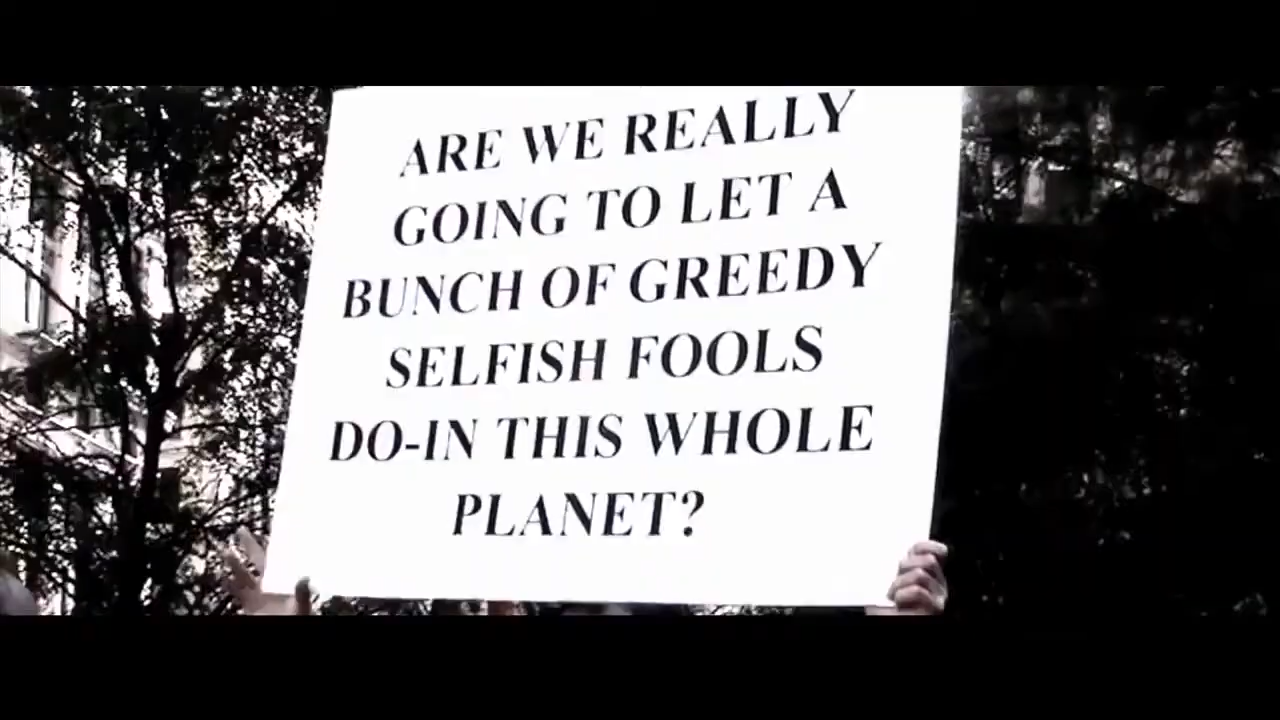 ARE WE REALLY
GOING TO LET A
BUNCH OF GREEDY
SELFISH FOOLS
DO-IN THIS WHOLE
PLANET?